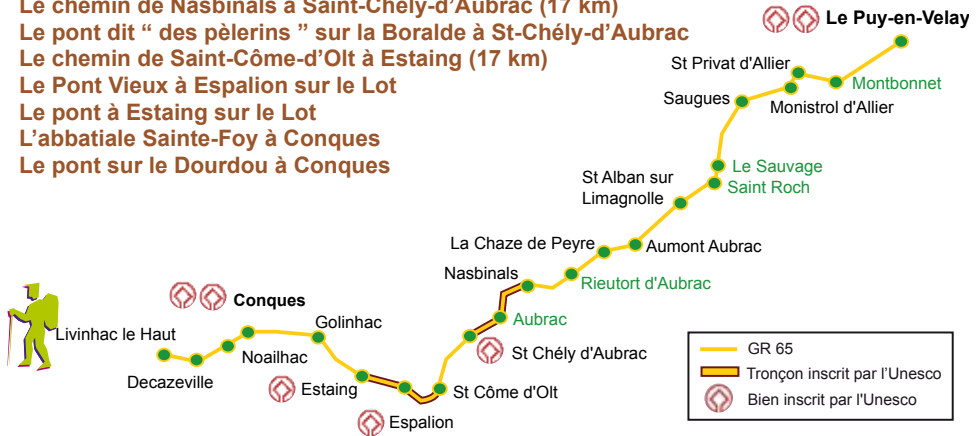 Le chemin de Nasbinals à Saint-Chély-d'Aubrac (17 km)
Le pont dit “ des pèlerins ” sur la Boralde à St-Chély-d'Aubrac
Le chemin de Saint-Côme-d'Olt à Estaing (17 km)
Le Pont Vieux à Espalion sur le Lot
Le pont à Estaing sur le Lot
L'abbatiale Sainte-Foy à Conques
Le pont sur le Dourdou à Conques
Le Puy-en-Velay
St Privat d'Allier
Montbonnet
Saugues
Monistrol d'Allier
Le Sauvage
St Alban sur
Limagnolle
Saint Roch
La Chaze de Peyre
Aumont Aubrac
Nasbinals
Rieutort d'Aubrac
Conques
Golinhac
Aubrac
Livinhac le Haut
Noailhac
St Chély d'Aubrac
Decazeville
Estaing
St Côme d'Olt
Espalion
GR 65
Tronçon inscrit par l'Unesco
Bien inscrit par l'Unesco